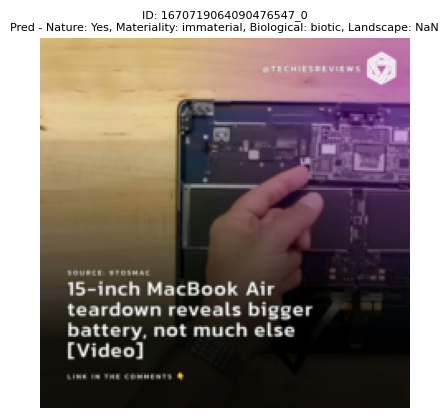 ID: 1670719064090476547_0
Pred - Nature: Yes, Materiality: immaterial, Biological: biotic, Landscape: NaN
@TECHIESREVIEWS
SOURCE: 9TO5MAC
15-inch MacBook Air
teardown reveals bigger
battery, not much else
[Video]
LINK IN THE COMMENTS 👇